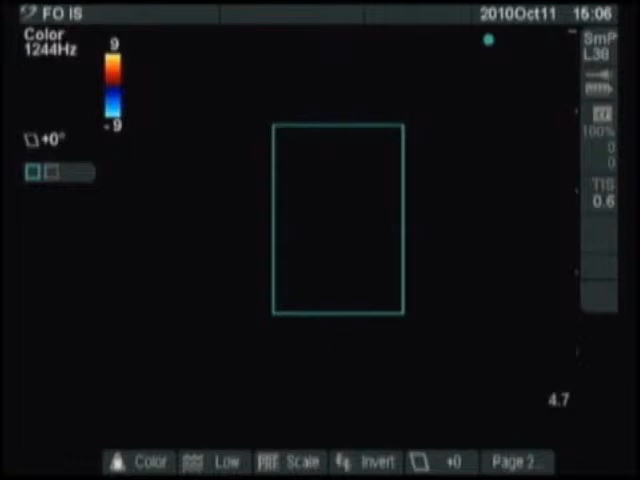 FO IS 2010Oct11 15:06
Color
1244Hz
9
-9
+0°
SmP
L38
100%
0
0
TIS
0.6
4.7
Color Low PRF Scale Invert +0 Page 2...